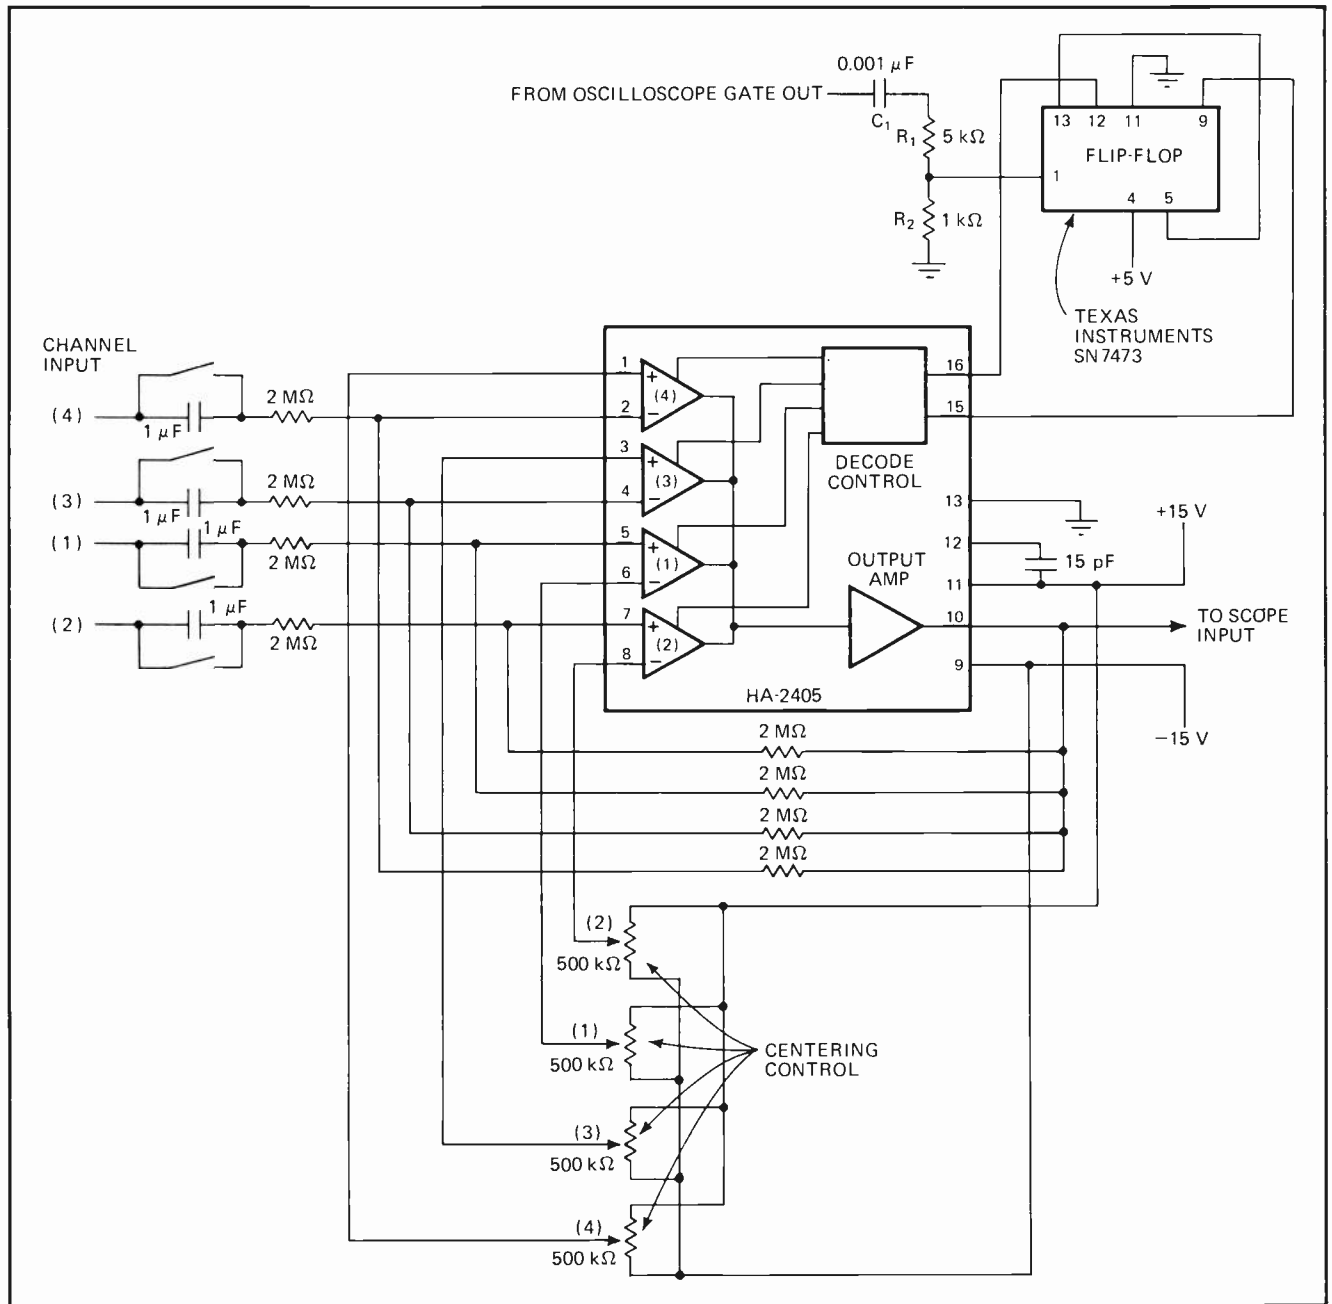 0.001 μF
FROM OSCILLOSCOPE GATE OUT
C1
R1
5 kΩ
R2
1 kΩ
13
12
11
9
FLIP-FLOP
1
4
5
+5 V
TEXAS
INSTRUMENTS
SN7473
CHANNEL
INPUT
(4)
1 μF
2 MΩ
(3)
1 μF
2 MΩ
(1)
1 μF
2 MΩ
(2)
1 μF
2 MΩ
1
+
(4)
2
−
3
+
(3)
4
−
5
+
(1)
6
−
7
+
(2)
8
−
DECODE
CONTROL
OUTPUT
AMP
HA-2405
16
15
13
12
15 pF
11
+15 V
10
TO SCOPE
INPUT
9
−15 V
2 MΩ
2 MΩ
2 MΩ
2 MΩ
(2)
500 kΩ
(1)
500 kΩ
CENTERING
CONTROL
(3)
500 kΩ
(4)
500 kΩ